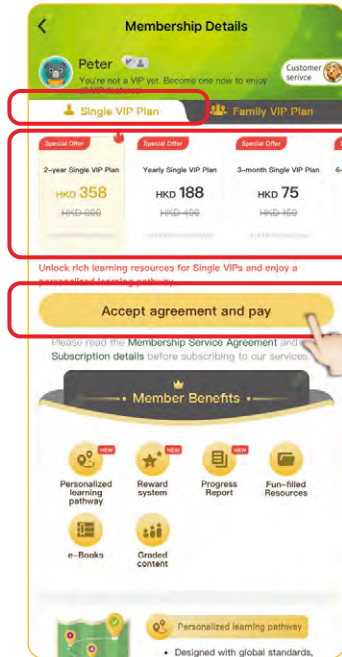 Membership Details
Peter
You're not a VIP yet. Become one now to enjoy
all VIP features!
Customer
serivce
Single VIP Plan
Family VIP Plan
Special Offer
Special Offer
Special Offer
2-year Single VIP Plan
Yearly Single VIP Plan
3-month Single VIP Plan
6-
HKD 358
HKD 188
HKD 75
HKD 800
HKD 400
HKD 150
Unlock rich learning resources for Single VIPs and enjoy a
personalized learning pathway.
Accept agreement and pay
Please read the Membership Service Agreement and
Subscription details before subscribing to our services.
Member Benefits
NEW
NEW
NEW
Personalized
learning
pathway
Reward
system
Progress
Report
Fun-filled
Resources
e-Books
Graded
content
Personalized learning pathway
• Designed with global standards,